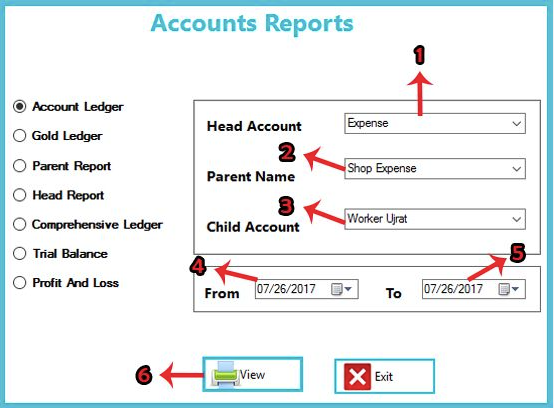 Accounts Reports
1
Account Ledger
Gold Ledger
Parent Report
Head Report
Comprehensive Ledger
Trial Balance
Profit And Loss
Head Account Expense
2
Parent Name Shop Expense
3
Child Account Worker Ujrat
4 5
From 07/26/2017 To 07/26/2017
6 View Exit